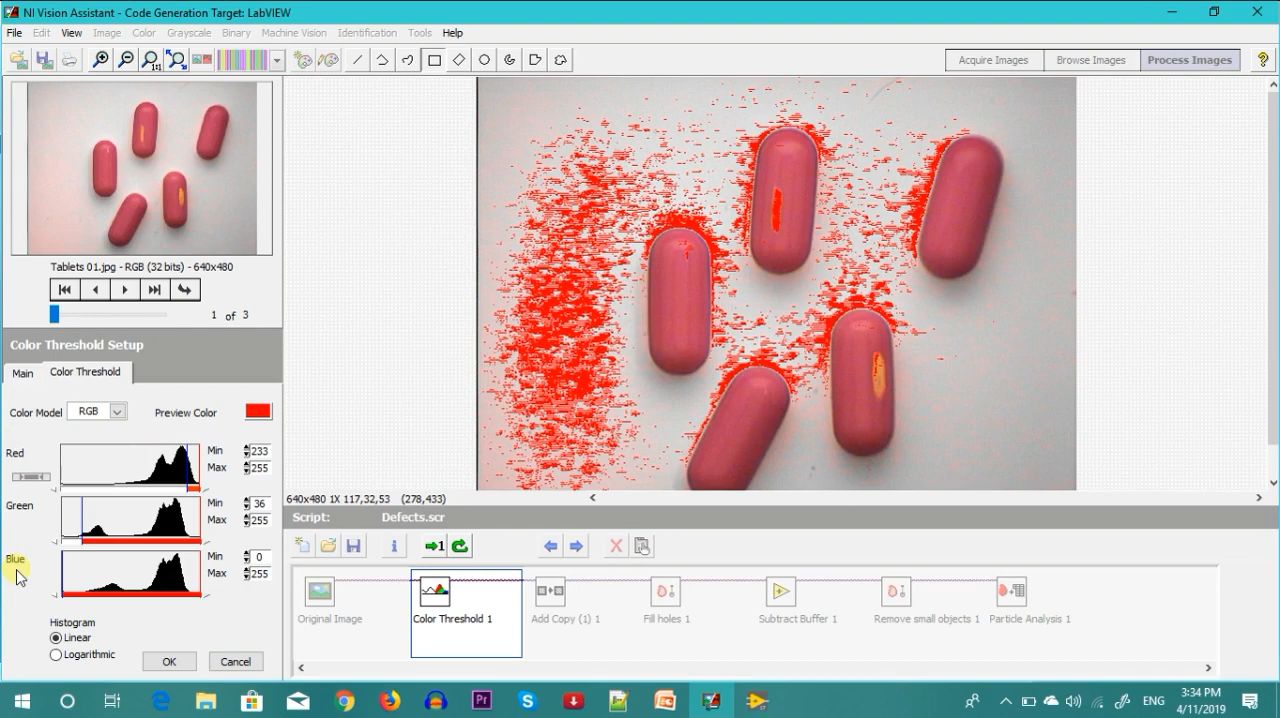 NI Vision Assistant - Code Generation Target: LabVIEW
File Edit View Image Color Grayscale Binary Machine Vision Identification Tools Help
1:1
Acquire Images Browse Images Process Images
?
Tablets 01.jpg - RGB (32 bits) - 640x480
1 of 3
Color Threshold Setup
Main Color Threshold
Color Model RGB Preview Color
Red Min 233
Max 255
Green Min 36
Max 255
Blue Min 0
Max 255
Histogram
Linear
Logarithmic
OK Cancel
640x480 1X 117,32,53 (278,433)
Script: Defects.scr
i 1
Original Image Color Threshold 1 Add Copy (1) 1 Fill holes 1 Subtract Buffer 1 Remove small objects 1 Particle Analysis 1
Pr ENG 3:34 PM
4/11/2019